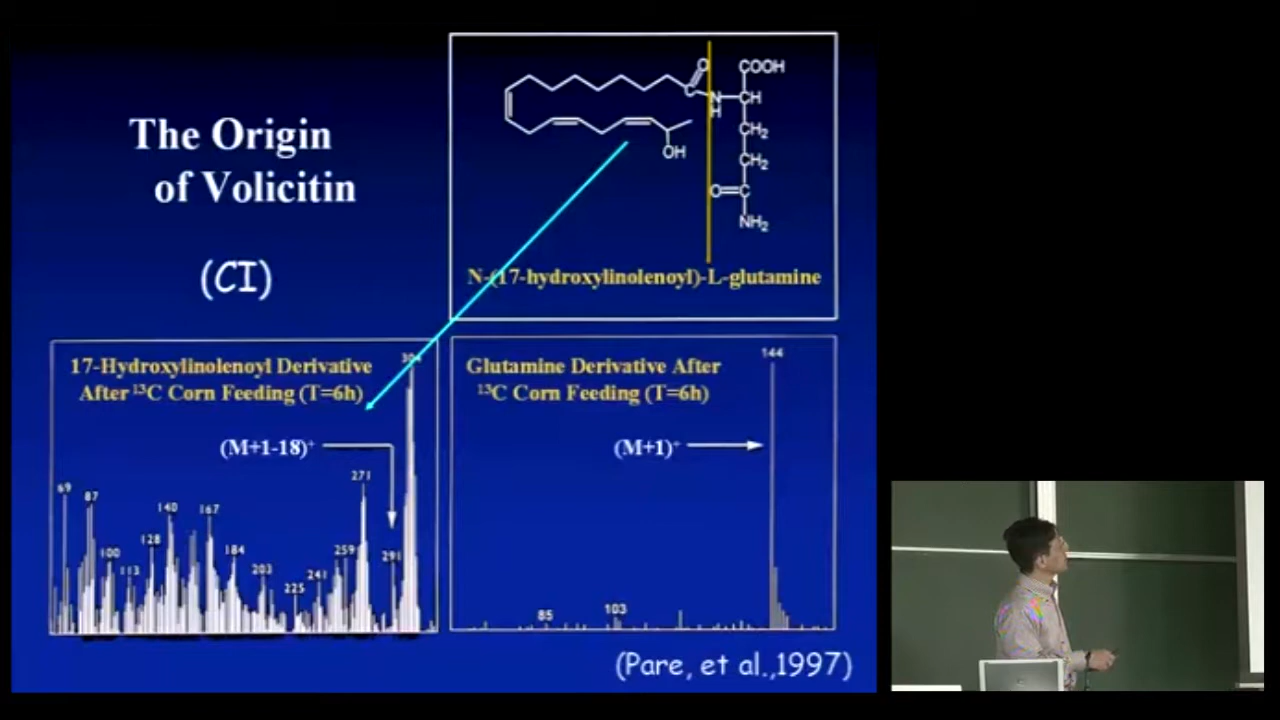 The Origin
of Volicitin
(CI)
O
C
N
H
OH
COOH
CH
CH₂
CH₂
O=C
NH₂
N-(17-hydroxylinolenoyl)-L-glutamine
17-Hydroxylinolenoyl Derivative
After ¹³C Corn Feeding (T=6h)
(M+1-18)⁺
69
87
100
113
128
140
167
184
203
225
241
259
271
291
304
Glutamine Derivative After
¹³C Corn Feeding (T=6h)
144
(M+1)⁺
85
103
(Pare, et al.,1997)